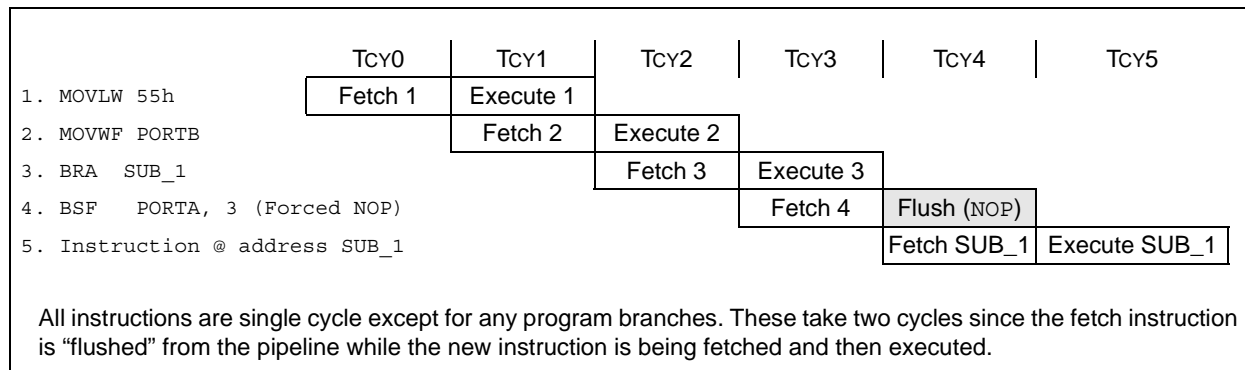 TCY0 TCY1 TCY2 TCY3 TCY4 TCY5
1. MOVLW 55h Fetch 1 Execute 1
2. MOVWF PORTB Fetch 2 Execute 2
3. BRA SUB_1 Fetch 3 Execute 3
4. BSF PORTA, 3 (Forced NOP) Fetch 4 Flush (NOP)
5. Instruction @ address SUB_1 Fetch SUB_1 Execute SUB_1
All instructions are single cycle except for any program branches. These take two cycles since the fetch instruction
is “flushed” from the pipeline while the new instruction is being fetched and then executed.